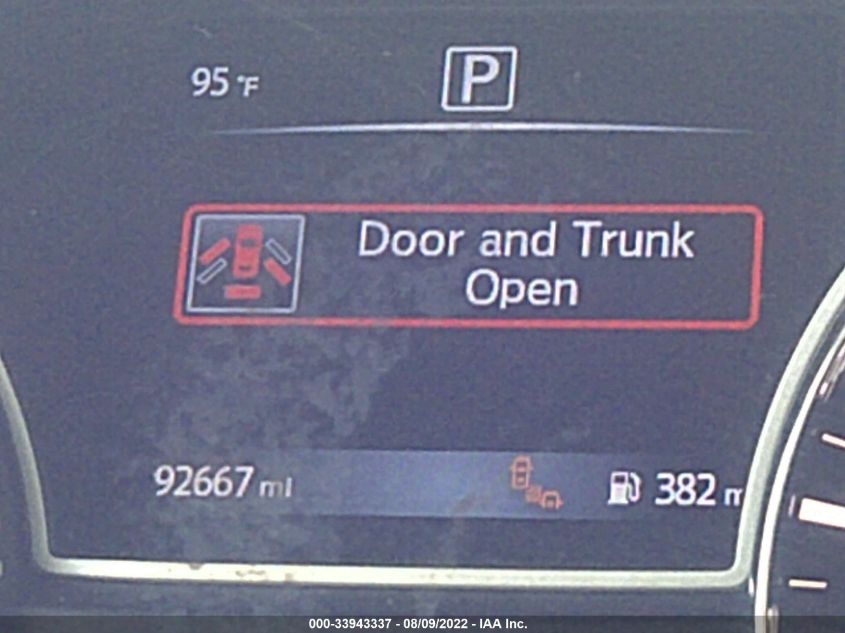 95 °F P
Door and Trunk
Open
92667 mi 382 m
000-33943337 - 08/09/2022 - IAA Inc.